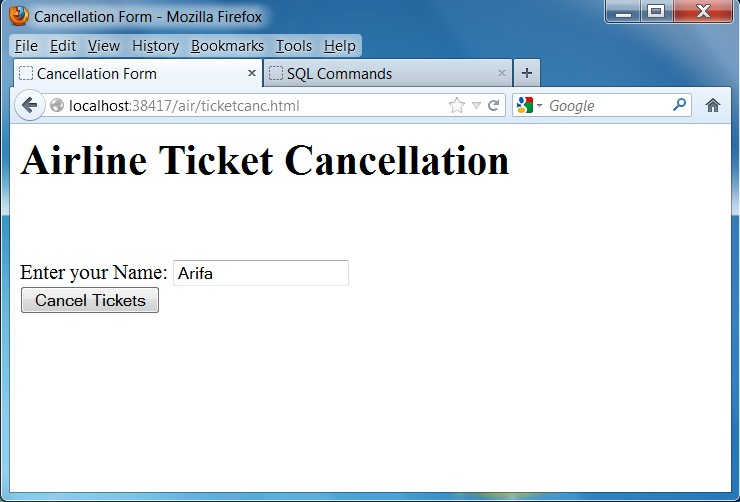 Cancellation Form - Mozilla Firefox
File Edit View History Bookmarks Tools Help
Cancellation Form
SQL Commands
localhost:38417/air/ticketcanc.html
Google
Airline Ticket Cancellation
Enter your Name: Arifa
Cancel Tickets